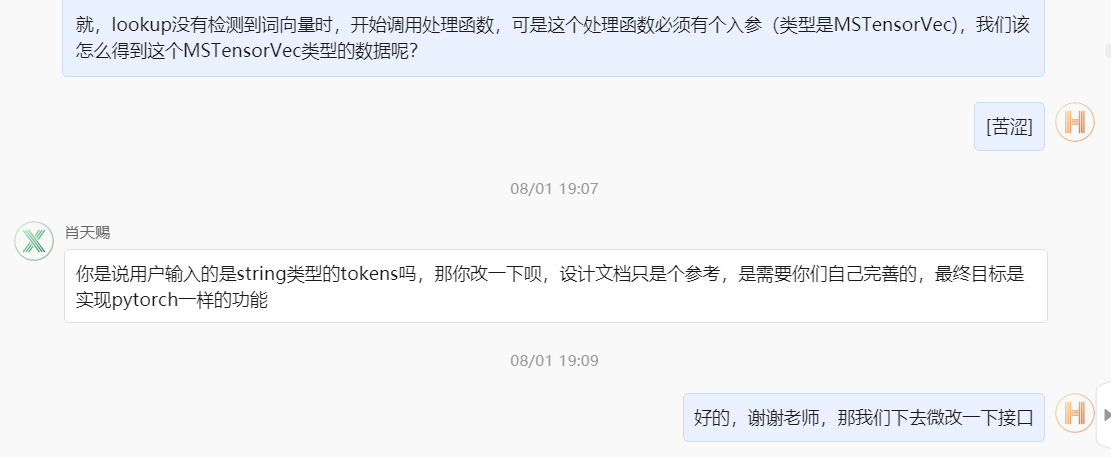 就，lookup没有检测到词向量时，开始调用处理函数，可是这个处理函数必须有个入参（类型是MSTensorVec)，我们该
怎么得到这个MSTensorVec类型的数据呢？
[苦涩]
08/01 19:07
肖天赐
你是说用户输入的是string类型的tokens吗，那你改一下呗，设计文档只是个参考，是需要你们自己完善的，最终目标是
实现pytorch一样的功能
08/01 19:09
好的，谢谢老师，那我们下去微改一下接口